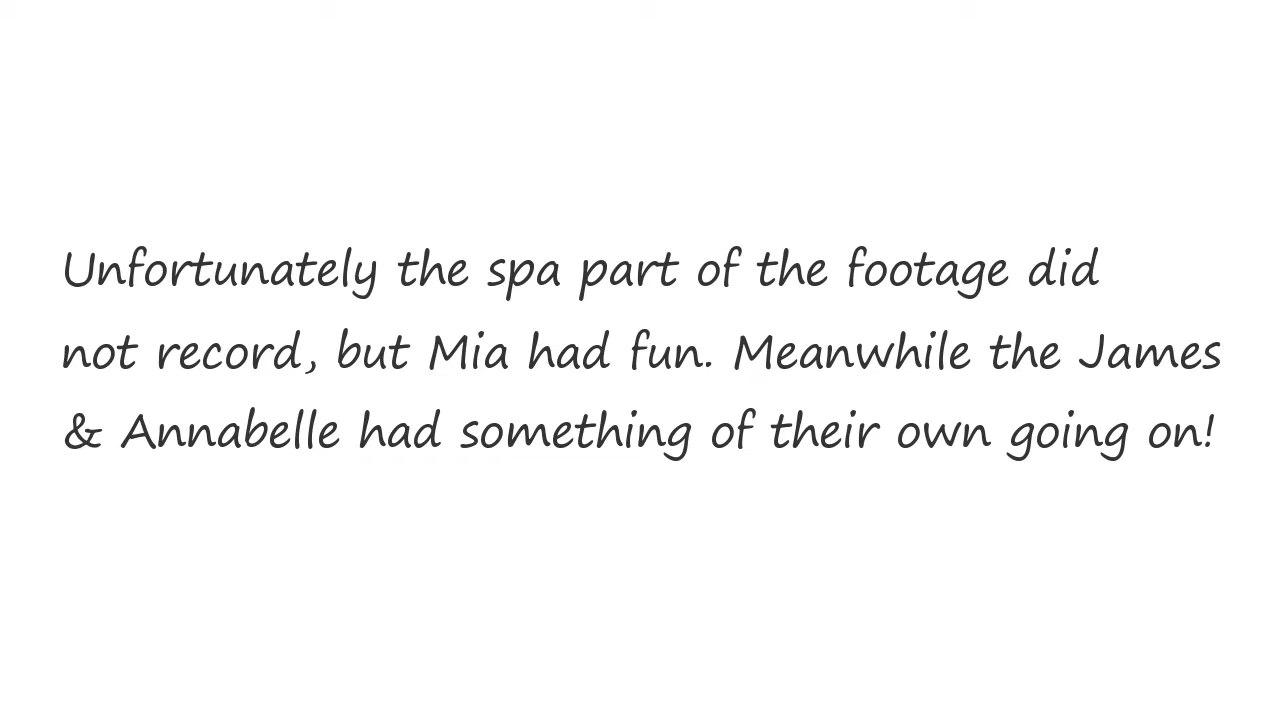 Unfortunately the spa part of the footage did
not record, but Mia had fun. Meanwhile the James
& Annabelle had something of their own going on!